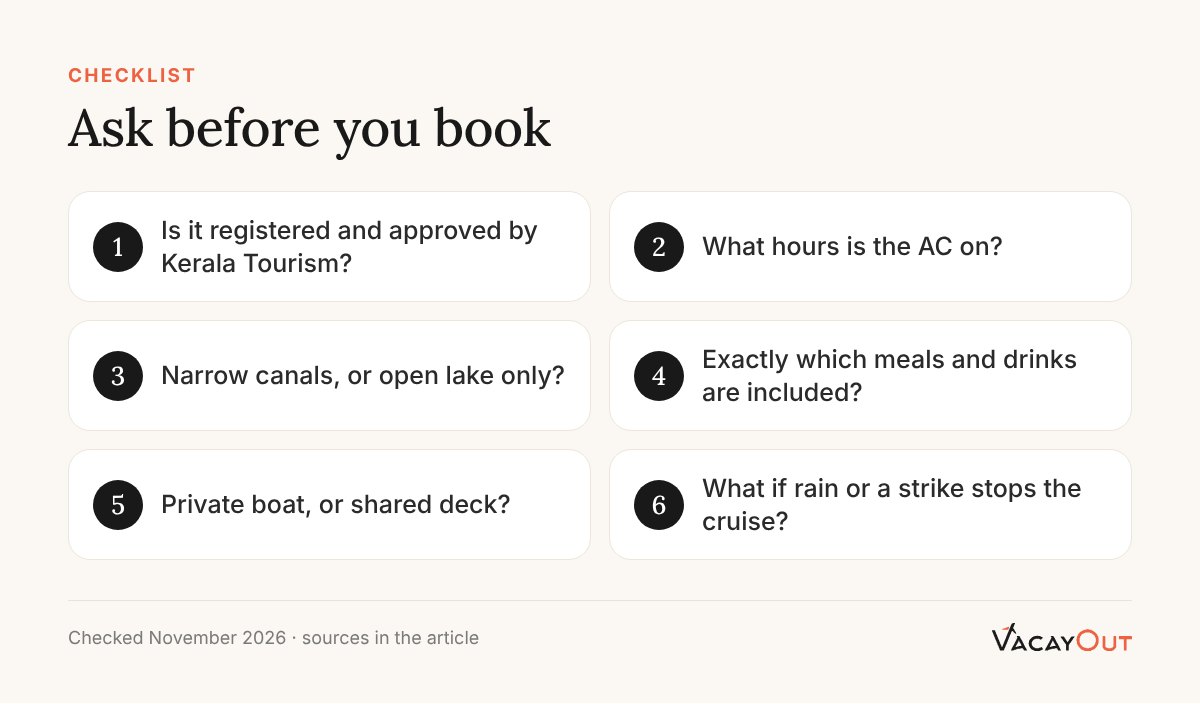 CHECKLIST
Ask before you book
1
Is it registered and approved by
Kerala Tourism?
2
What hours is the AC on?
3
Narrow canals, or open lake only?
4
Exactly which meals and drinks
are included?
5
Private boat, or shared deck?
6
What if rain or a strike stops the
cruise?
Checked November 2026 · sources in the article
VACAYOUT